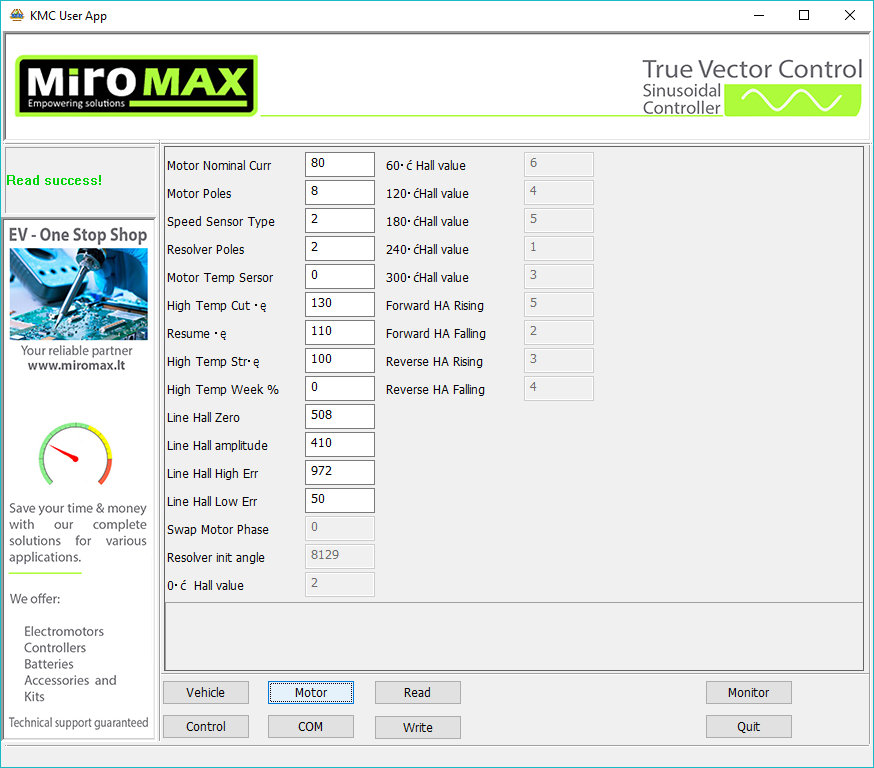 KMC User App
MiroMAX
Empowering solutions
True Vector Control
Sinusoidal
Controller
Read success!
EV - One Stop Shop
Your reliable partner
www.miromax.lt
Save your time & money
with our complete
solutions for various
applications.
We offer:
Electromotors
Controllers
Batteries
Accessories and
Kits
Technical support guaranteed
Motor Nominal Curr 80 60·ć Hall value 6
Motor Poles 8 120·ćHall value 4
Speed Sensor Type 2 180·ćHall value 5
Resolver Poles 2 240·ćHall value 1
Motor Temp Sersor 0 300·ćHall value 3
High Temp Cut ·ę 130 Forward HA Rising 5
Resume ·ę 110 Forward HA Falling 2
High Temp Str·ę 100 Reverse HA Rising 3
High Temp Week % 0 Reverse HA Falling 4
Line Hall Zero 508
Line Hall amplitude 410
Line Hall High Err 972
Line Hall Low Err 50
Swap Motor Phase 0
Resolver init angle 8129
0·ć Hall value 2
Vehicle Motor Read Monitor
Control COM Write Quit